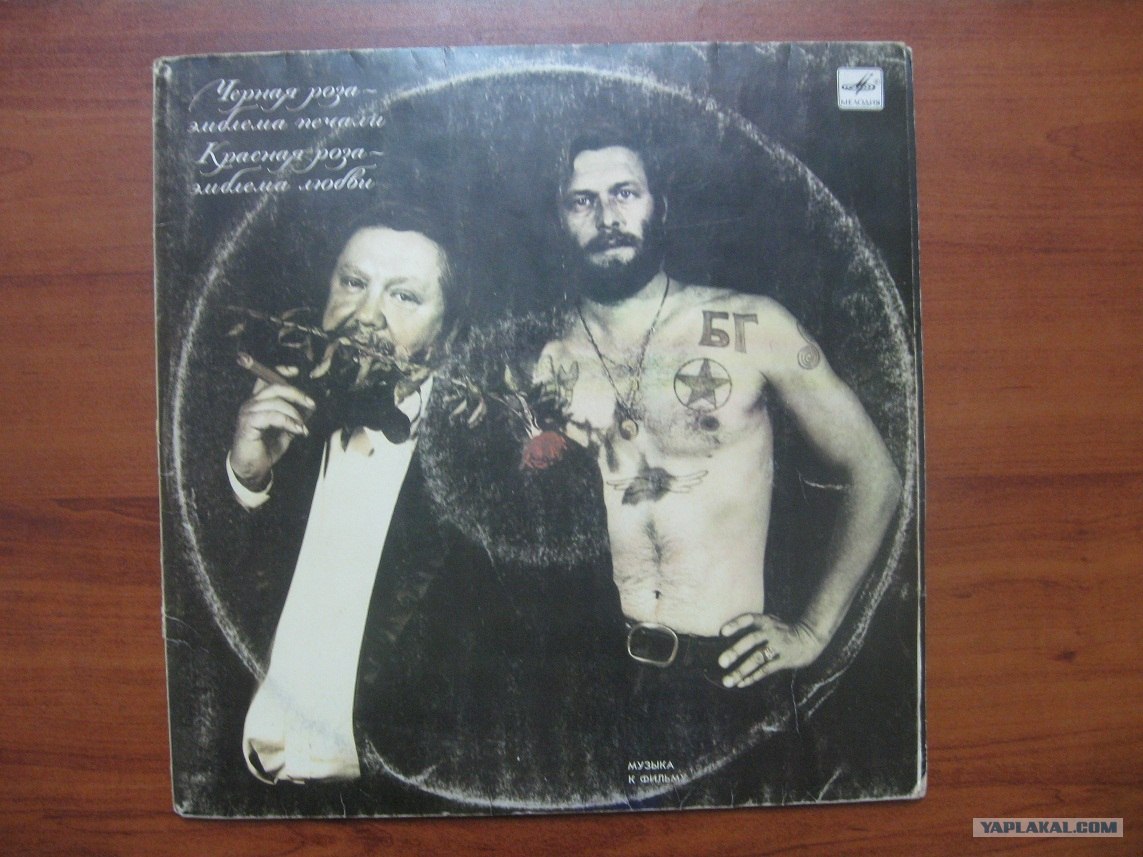 Черная роза –
эмблема печали
Красная роза –
эмблема любви
МЕЛОДИЯ
БГ
МУЗЫКА
К ФИЛЬМУ
YAPLAKAL.COM